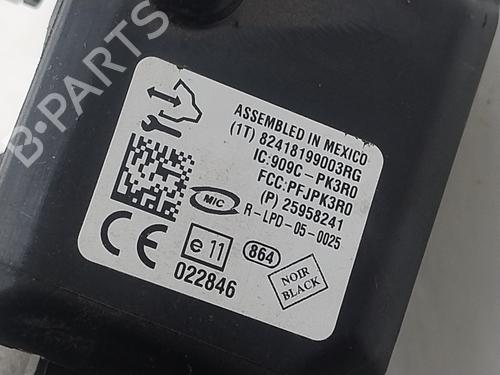 ASSEMBLED IN MEXICO
(1T) 82418199003RG
IC:909C-PK3R0
FCC:PFJPK3R0
(P) 25958241
MIC R-LPD-05-0025
CE e 11 864
022846
NOIR
BLACK
B-PARTS